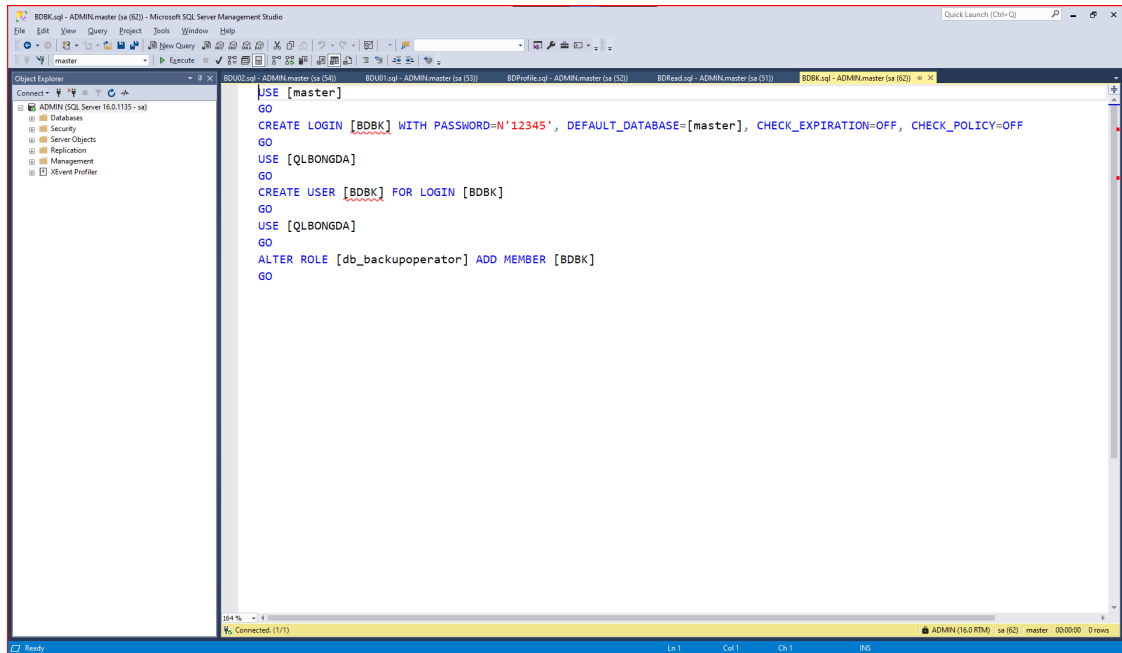 BDBK.sql - ADMIN.master (sa (62)) - Microsoft SQL Server Management Studio
Quick Launch (Ctrl+Q)
File Edit View Query Project Tools Window Help
New Query
master
Execute
Object Explorer
BDU02.sql - ADMIN.master (sa (54)) BDU01.sql - ADMIN.master (sa (53)) BDProfile.sql - ADMIN.master (sa (52)) BDRead.sql - ADMIN.master (sa (51)) BDBK.sql - ADMIN.master (sa (62))
Connect
ADMIN (SQL Server 16.0.1135 - sa)
Databases
Security
Server Objects
Replication
Management
XEvent Profiler
USE [master]
GO
CREATE LOGIN [BDBK] WITH PASSWORD=N'12345', DEFAULT_DATABASE=[master], CHECK_EXPIRATION=OFF, CHECK_POLICY=OFF
GO
USE [QLBONGDA]
GO
CREATE USER [BDBK] FOR LOGIN [BDBK]
GO
USE [QLBONGDA]
GO
ALTER ROLE [db_backupoperator] ADD MEMBER [BDBK]
GO
164 %
Connected. (1/1)
ADMIN (16.0 RTM) sa (62) master 00:00:00 0 rows
Ready Ln 1 Col 1 Ch 1 INS